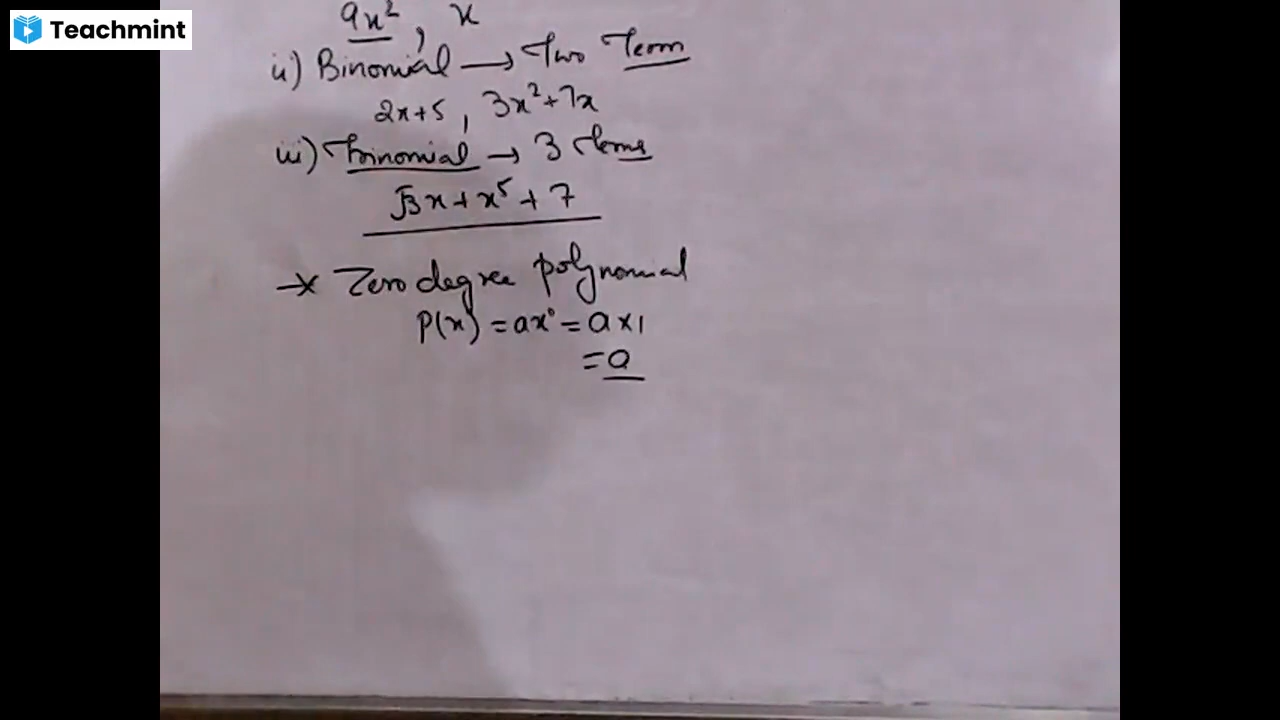 Teachmint
9x², x
ii) Binomial → Two Term
2x+5, 3x²+7x
iii) Trinomial → 3 Terms
√3x+x⁵+7
→* Zero degree polynomial
P(x) = ax⁰ = a×1
= a